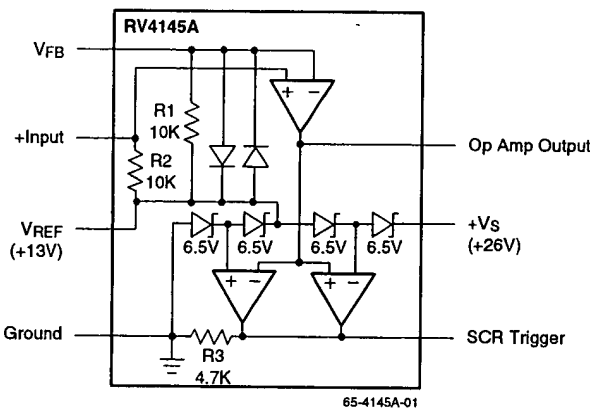 RV4145A
VFB
R1
10K
+Input
Op Amp Output
R2
10K
VREF
(+13V)
+VS
(+26V)
6.5V 6.5V 6.5V 6.5V
+ −
+ − − +
Ground
SCR Trigger
R3
4.7K
65-4145A-01